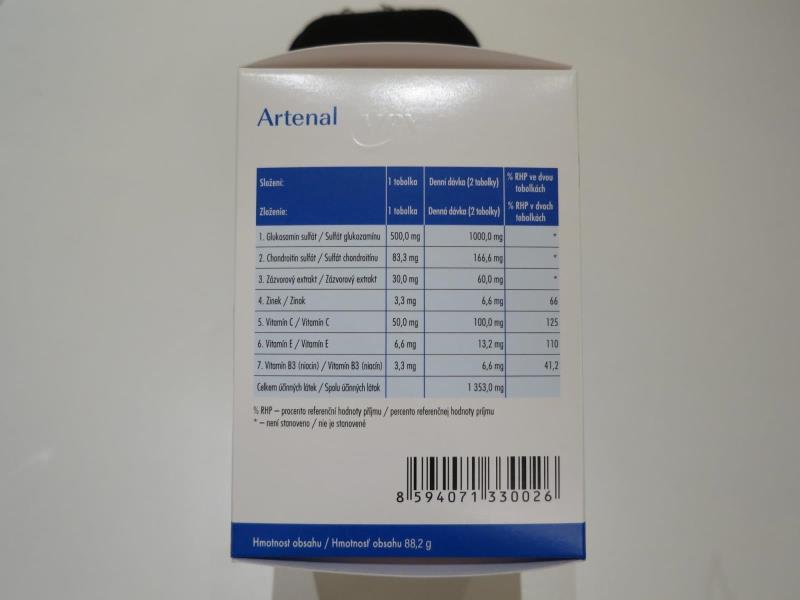 Artenal
Složení: 1 tobolka Denní dávka (2 tobolky) % RHP ve dvou tobolkách
Zloženie: 1 tobolka Denná dávka (2 tobolky) % RHP v dvoch tobolkách
1. Glukosamin sulfát / Sulfát glukozamínu 500,0 mg 1000,0 mg *
2. Chondroitin sulfát / Sulfát chondroitínu 83,3 mg 166,6 mg *
3. Zázvorový extrakt / Zázvorový extrakt 30,0 mg 60,0 mg *
4. Zinek / Zinok 3,3 mg 6,6 mg 66
5. Vitamín C / Vitamín C 50,0 mg 100,0 mg 125
6. Vitamín E / Vitamín E 6,6 mg 13,2 mg 110
7. Vitamín B3 (niacin) / Vitamín B3 (niacín) 3,3 mg 6,6 mg 41,2
Celkem účinných látek / Spolu účinných látok 1 353,0 mg
% RHP – procento referenční hodnoty příjmu / percento referenčnej hodnoty príjmu
* – není stanoveno / nie je stanovené
8 594071 330026
Hmotnost obsahu / Hmotnosť obsahu 88,2 g